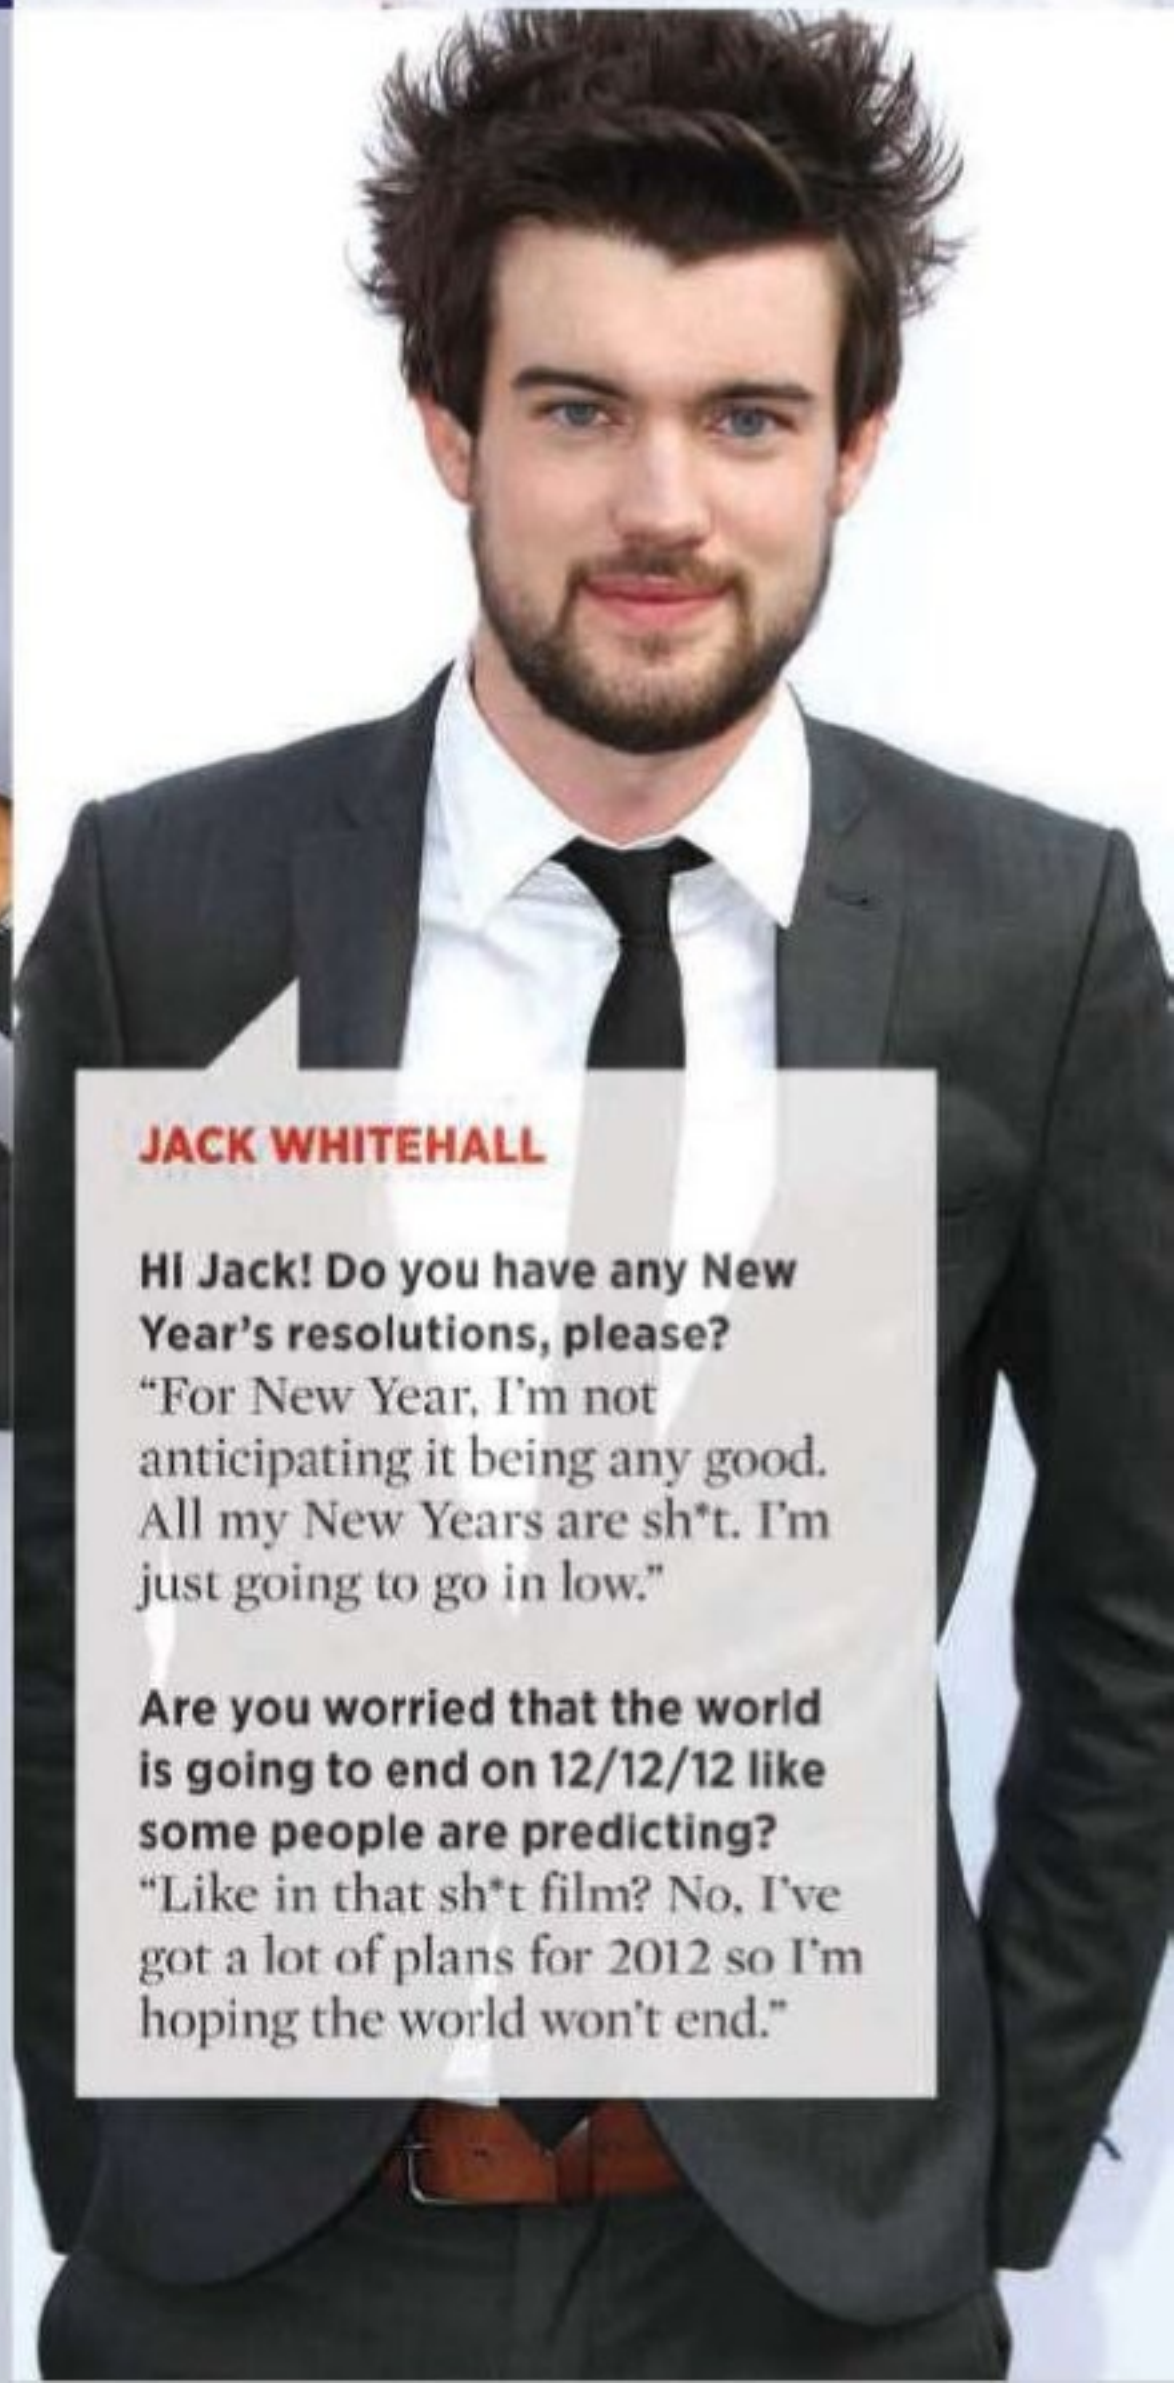 JACK WHITEHALL
Hi Jack! Do you have any New
Year's resolutions, please?
“For New Year, I'm not
anticipating it being any good.
All my New Years are sh*t. I'm
just going to go in low.”
Are you worried that the world
is going to end on 12/12/12 like
some people are predicting?
“Like in that sh*t film? No, I've
got a lot of plans for 2012 so I'm
hoping the world won't end.”